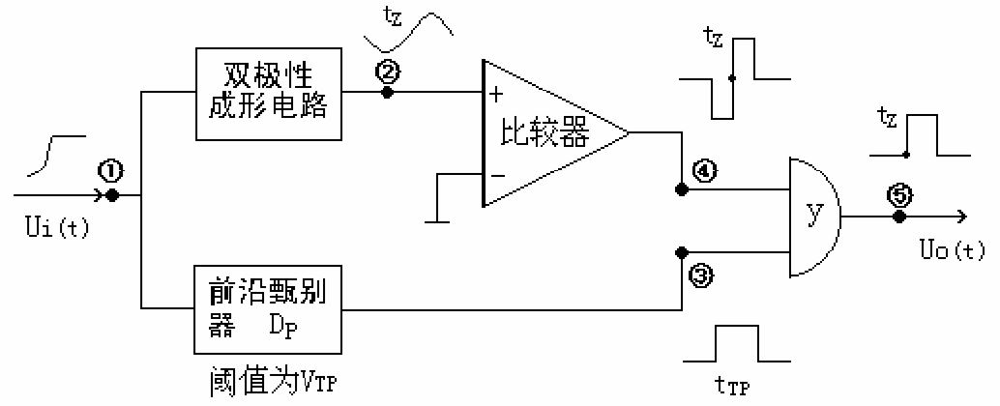 tZ
②
双极性
成形电路
+
比较器
−
tZ
④
tZ
⑤
y
Uo(t)
①
Ui(t)
③
前沿甄别
器 DP
阈值为VTP
tTP